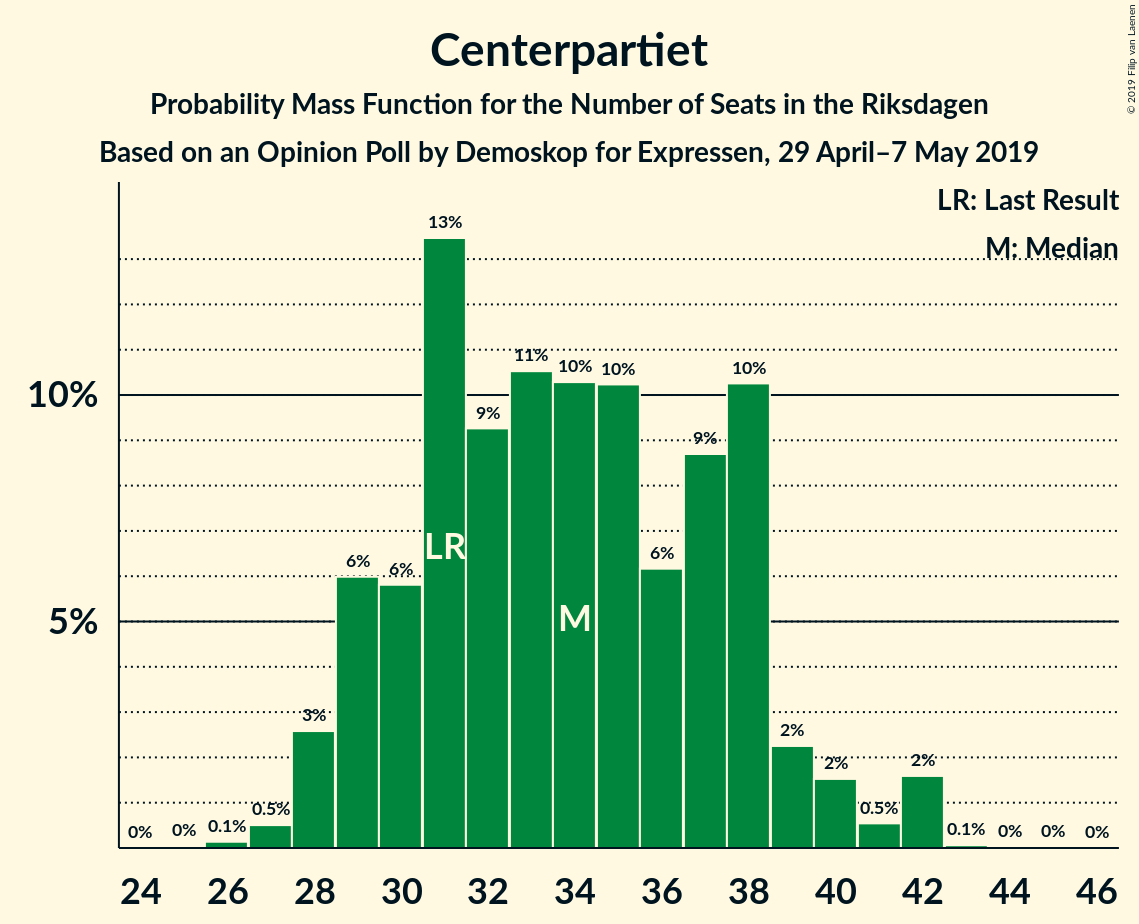 Centerpartiet
Probability Mass Function for the Number of Seats in the Riksdagen
Based on an Opinion Poll by Demoskop for Expressen, 29 April–7 May 2019
© 2019 Filip van Laenen
LR: Last Result
M: Median
10%
5%
0%
0%
0.1%
0.5%
3%
6%
6%
13%
9%
11%
10%
10%
6%
9%
10%
2%
2%
0.5%
2%
0.1%
0%
0%
0%
LR
M
24 26 28 30 32 34 36 38 40 42 44 46